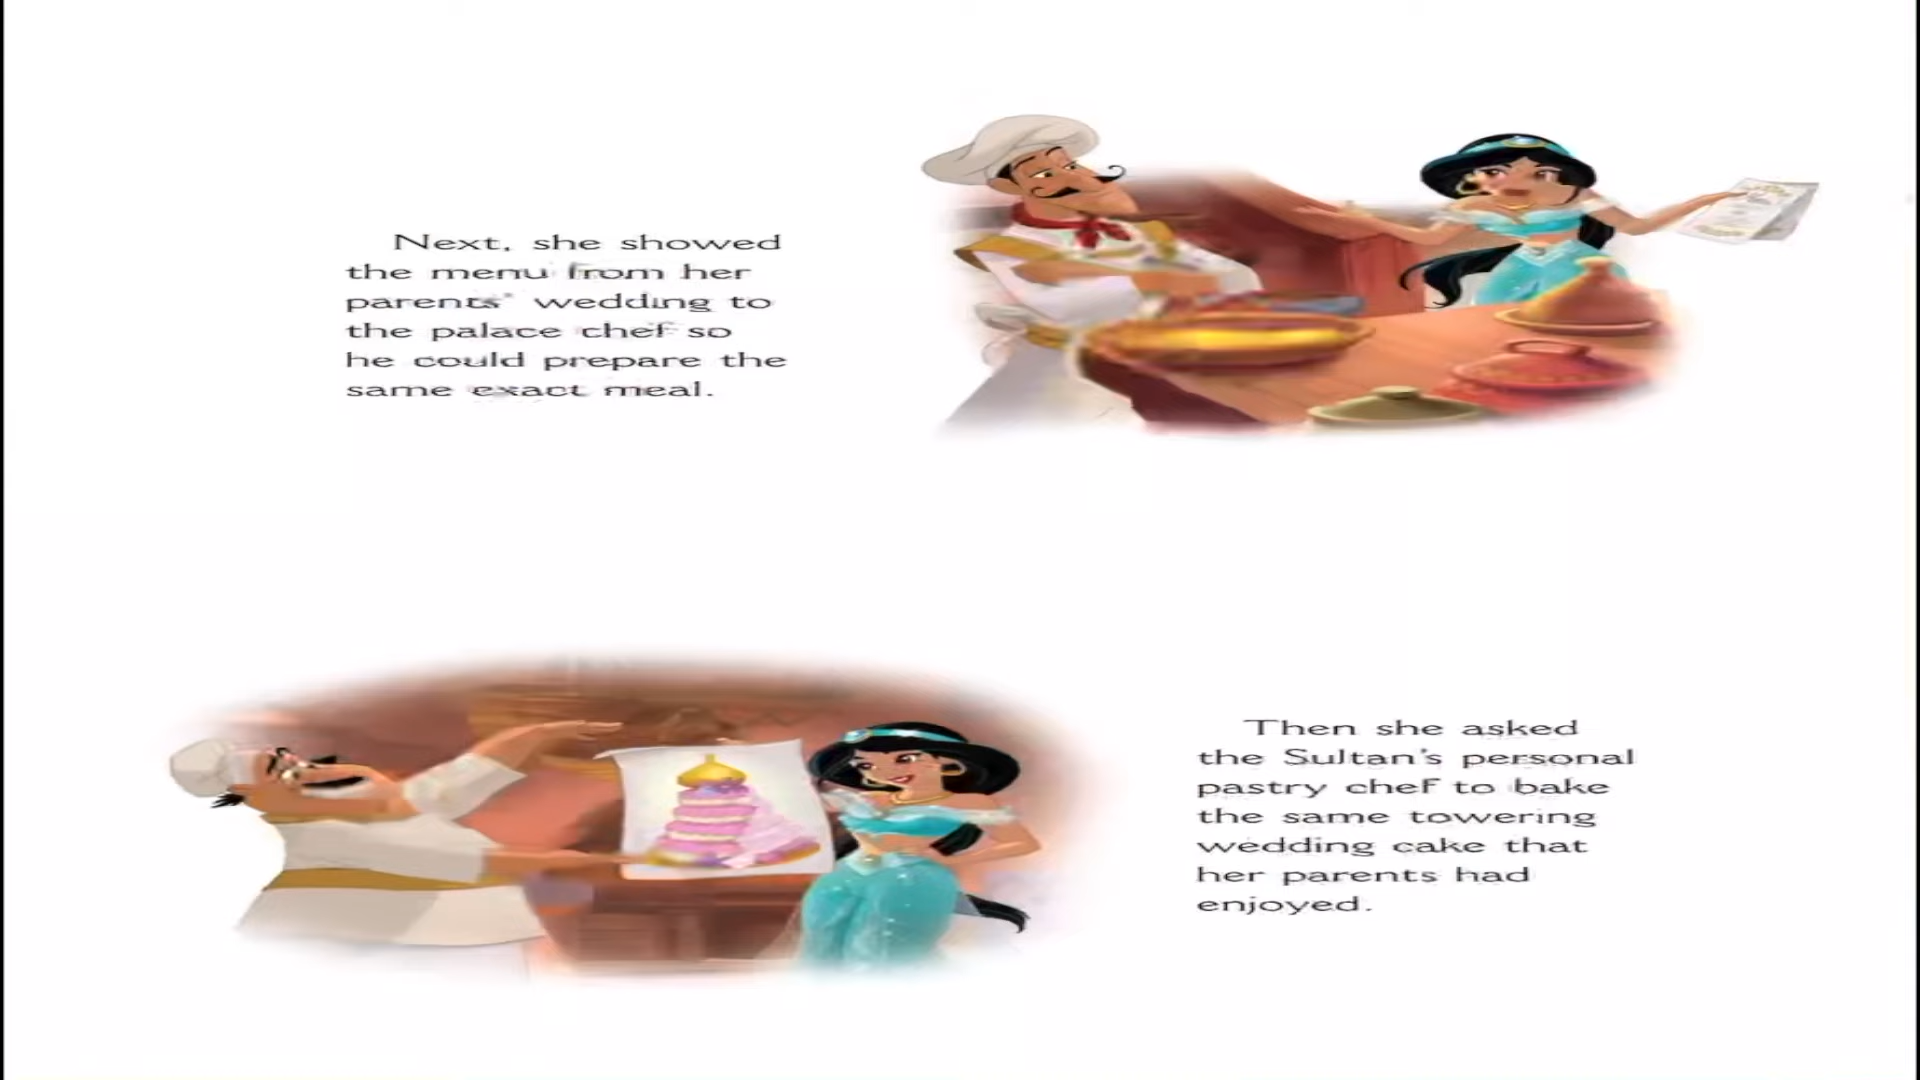 Next, she showed
the menu from her
parents' wedding to
the palace chef so
he could prepare the
same exact meal.
Then she asked
the Sultan's personal
pastry chef to bake
the same towering
wedding cake that
her parents had
enjoyed.